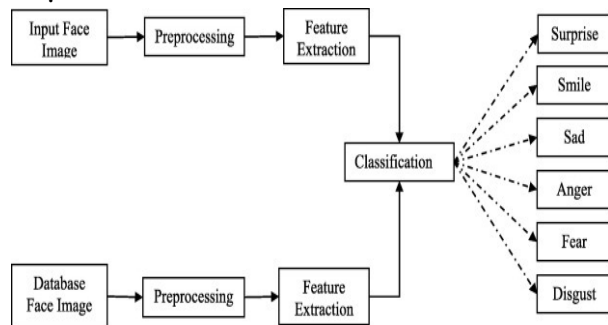 Input Face
Image
Preprocessing
Feature
Extraction
Surprise
Smile
Sad
Classification
Anger
Fear
Disgust
Database
Face Image
Preprocessing
Feature
Extraction